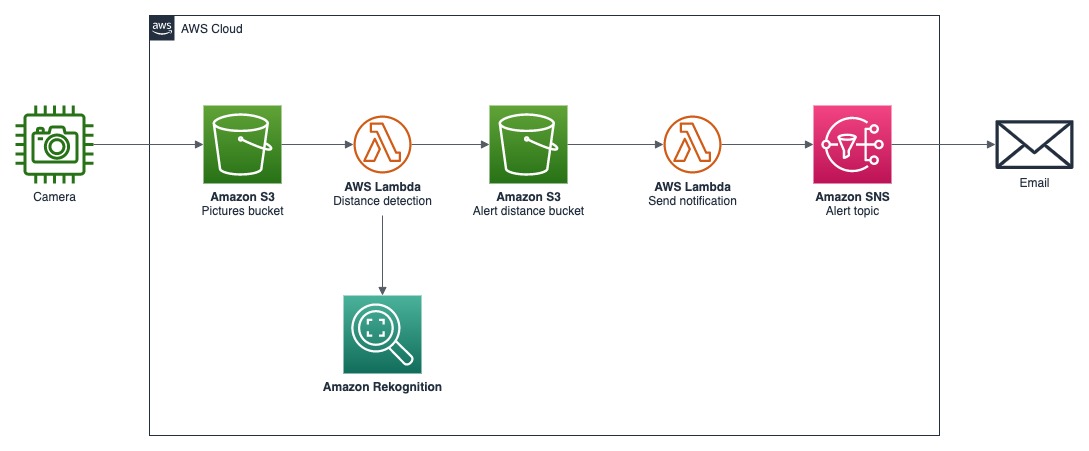 aws
AWS Cloud
Camera
Amazon S3
Pictures bucket
AWS Lambda
Distance detection
Amazon S3
Alert distance bucket
AWS Lambda
Send notification
Amazon SNS
Alert topic
Email
Amazon Rekognition